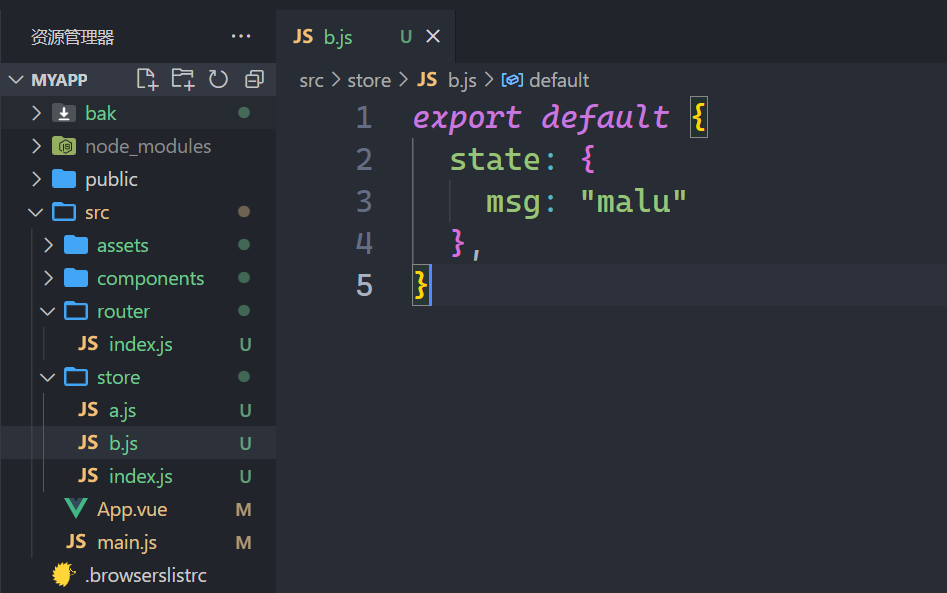 资源管理器 ···
JS b.js U ×
MYAPP
src > store > JS b.js > default
bak
node_modules
public
src
assets
components
router
JS index.js U
store
JS a.js U
JS b.js U
JS index.js U
App.vue M
JS main.js M
.browserslistrc
1 export default {
2 state: {
3 msg: "malu"
4 },
5 }